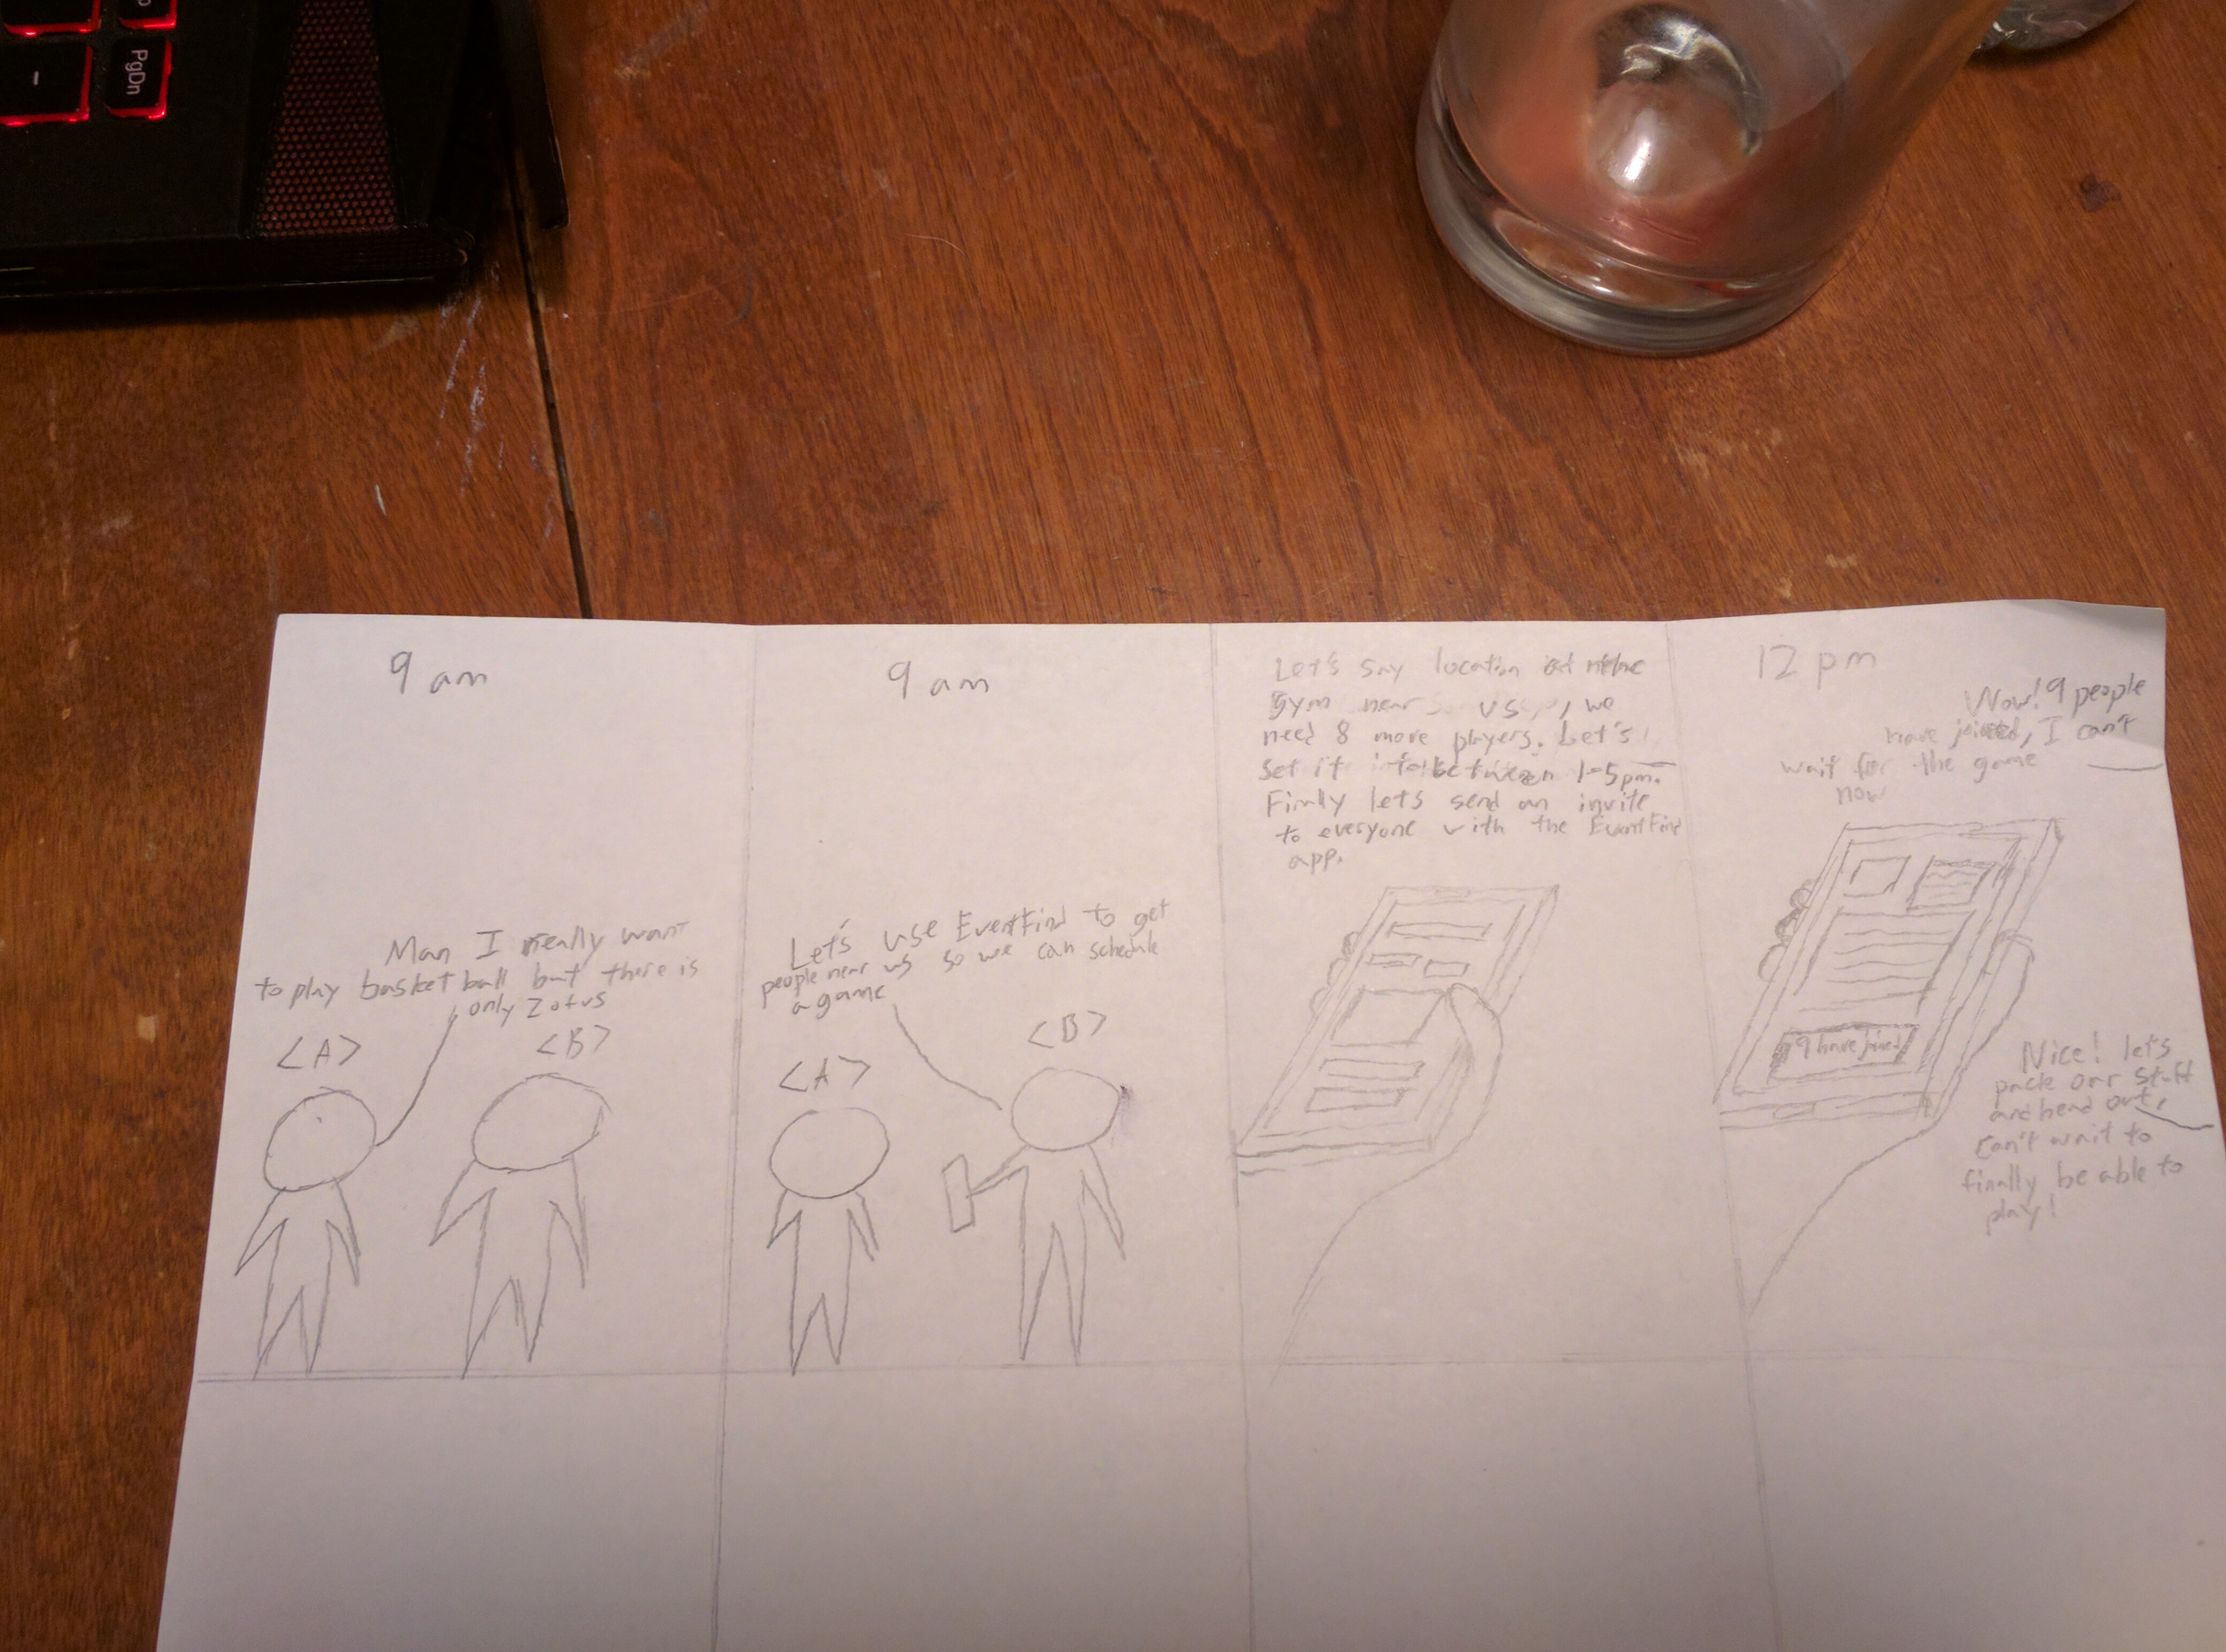 -
PgDn
9 am
Man I really want
to play basket ball but there is
only 2 of us
<A>
<B>
9 am
Let's use EventFind to get
people near us so we can schedule
a game
<A>
<B>
Let's say location at the
gym near us, we
need 8 more players. Let's
set it between 1-5pm.
Finally lets send an invite
to everyone with the EventFind
app.
12 pm
Wow! 9 people
have joined, I can't
wait for the game
now
9 have joined
Nice! let's
pack our stuff
and head out,
can't wait to
finally be able to
play!